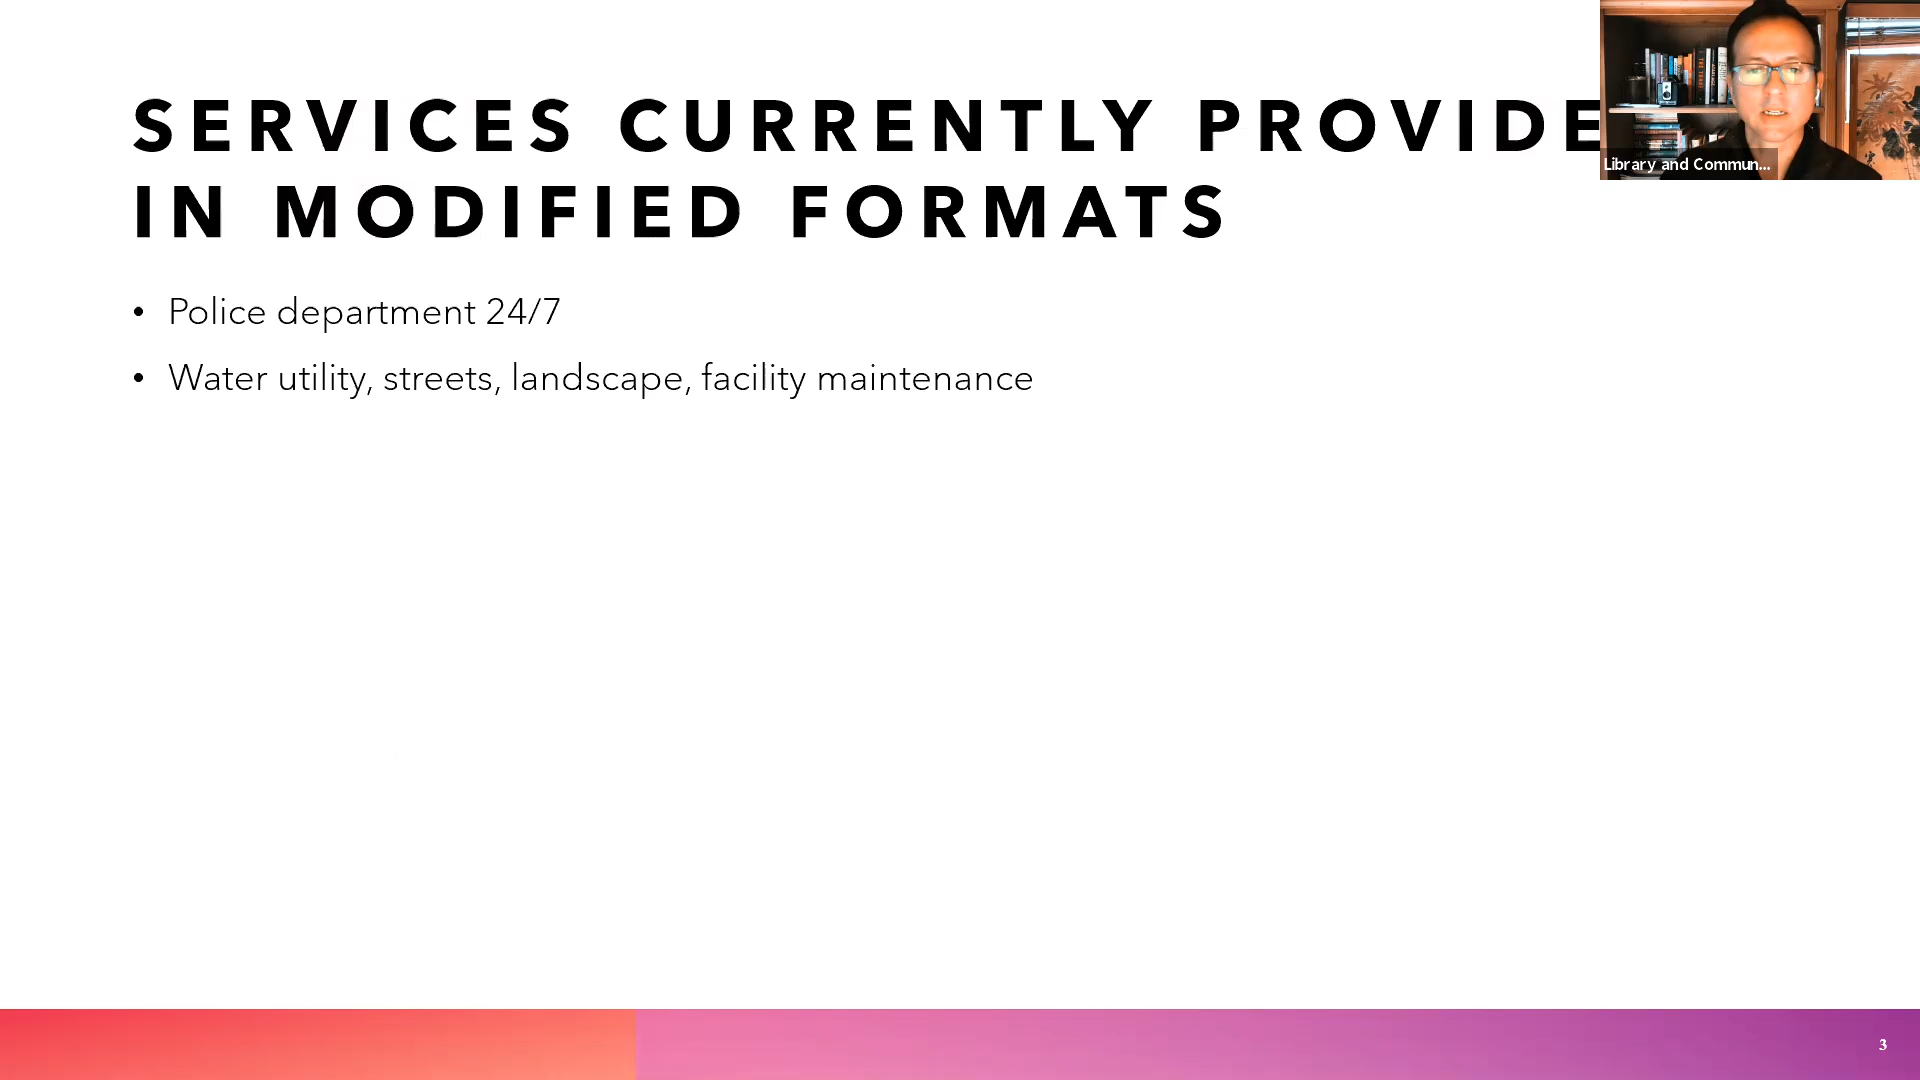 SERVICES CURRENTLY PROVIDE
IN MODIFIED FORMATS
• Police department 24/7
• Water utility, streets, landscape, facility maintenance
Library and Commun...
3